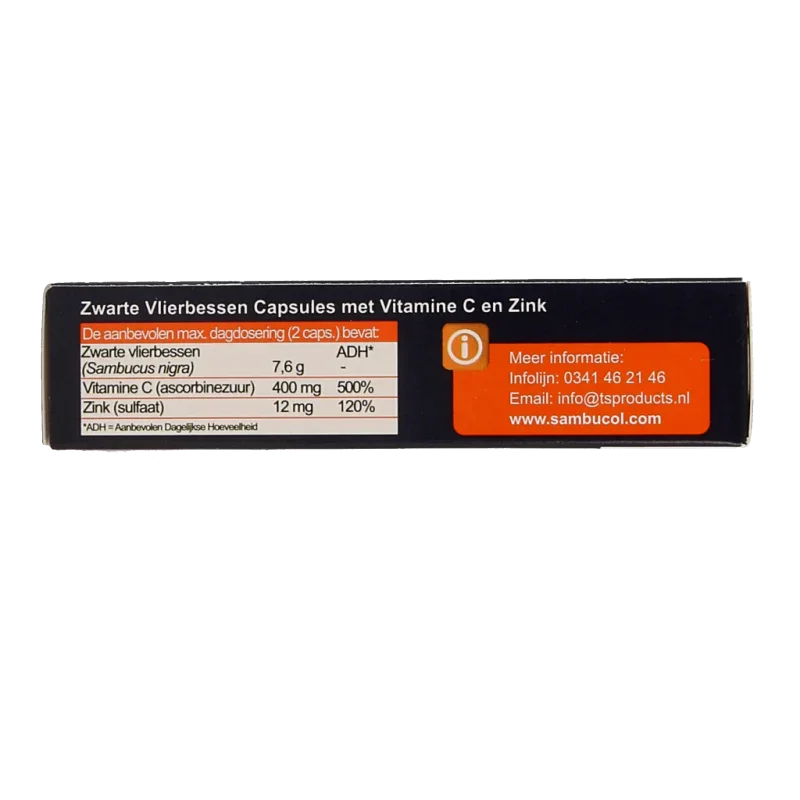 Zwarte Vlierbessen Capsules met Vitamine C en Zink
De aanbevolen max. dagdosering (2 caps.) bevat:
Zwarte vlierbessen ADH*
(Sambucus nigra) 7,6 g -
Vitamine C (ascorbinezuur) 400 mg 500%
Zink (sulfaat) 12 mg 120%
*ADH = Aanbevolen Dagelijkse Hoeveelheid
i
Meer informatie:
Infolijn: 0341 46 21 46
Email: info@tsproducts.nl
www.sambucol.com